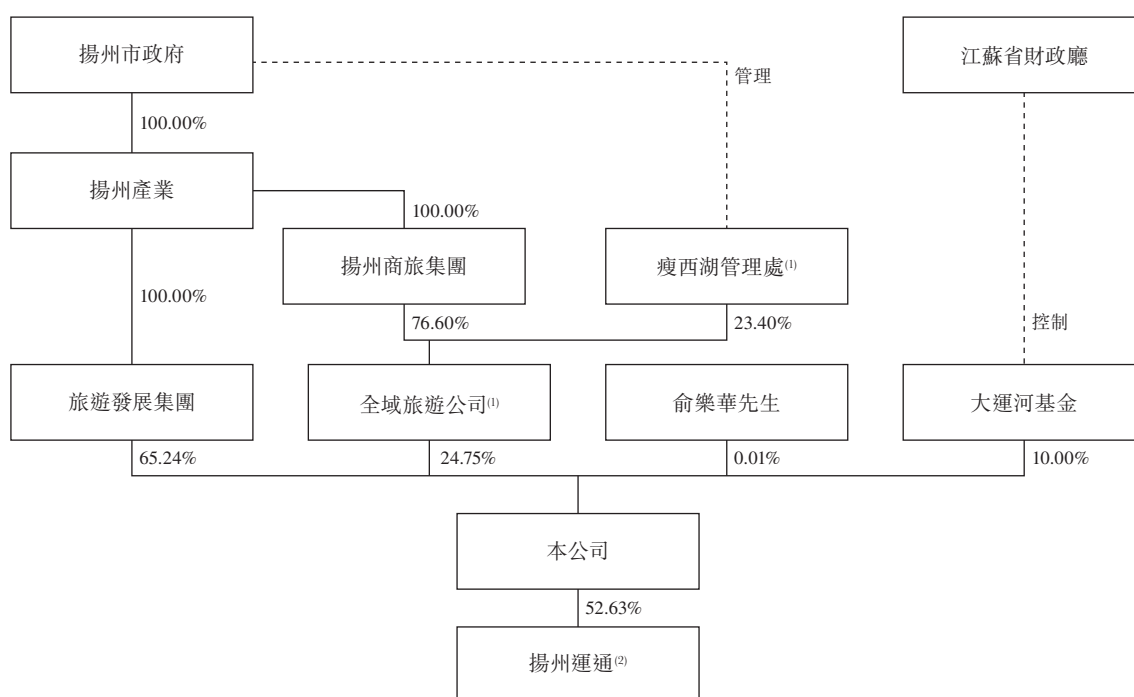 揚州市政府
江蘇省財政廳
管理
100.00%
揚州產業
100.00%
揚州商旅集團
瘦西湖管理處(1)
100.00%
76.60%
23.40%
控制
旅遊發展集團
全域旅遊公司(1)
俞樂華先生
大運河基金
65.24%
24.75%
0.01%
10.00%
本公司
52.63%
揚州運通(2)